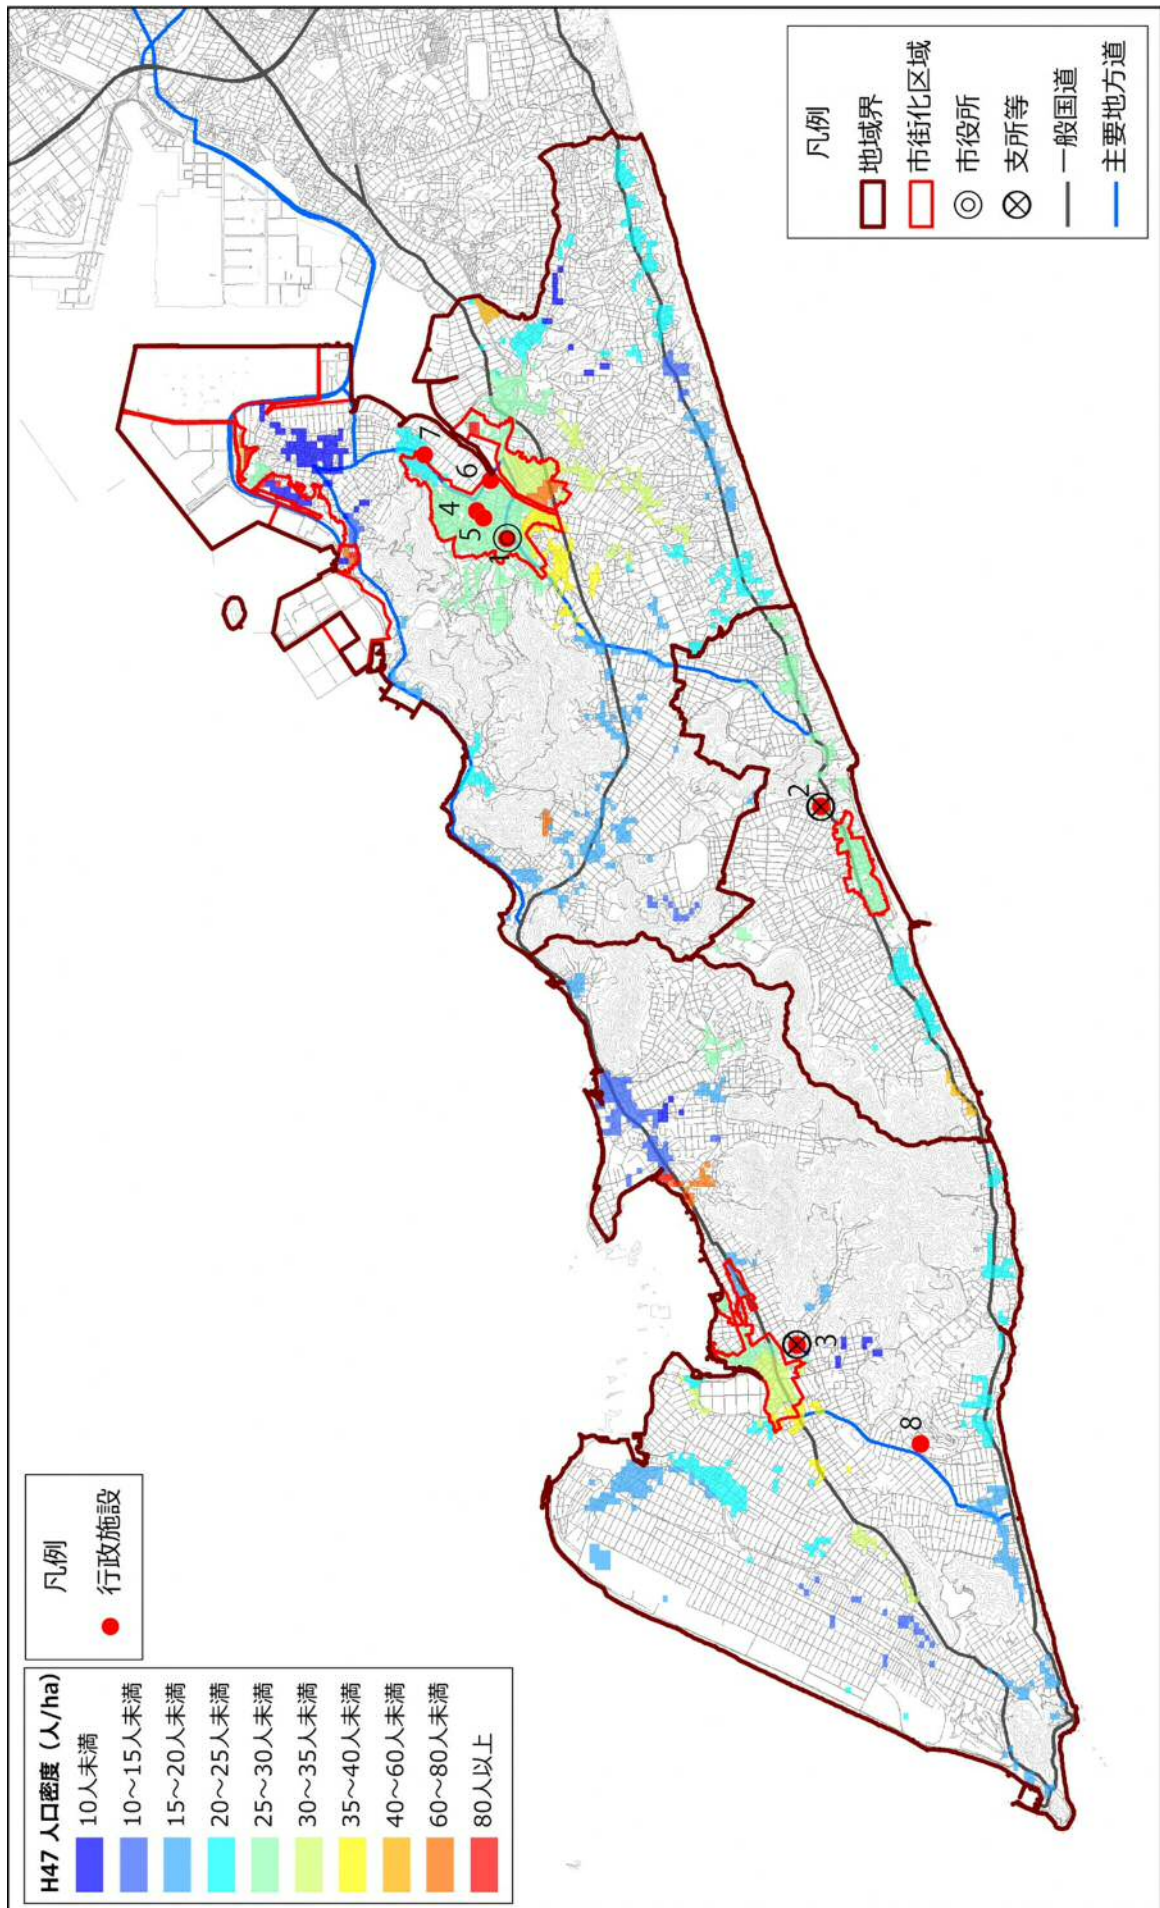 凡例
行政施設
H47 人口密度（人/ha）
10人未満
10～15人未満
15～20人未満
20～25人未満
25～30人未満
30～35人未満
35～40人未満
40～60人未満
60～80人未満
80人以上
凡例
地域界
市街化区域
市役所
支所等
一般国道
主要地方道
1
2
3
4
5
6
7
8